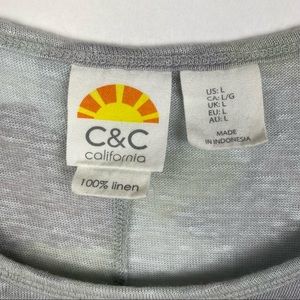 C&C
california
100% linen
US: L
CA: L/G
UK: L
EU: L
AU: L
MADE
IN INDONESIA